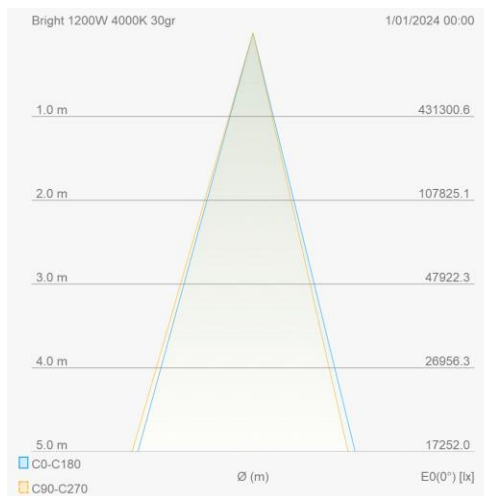 Bright 1200W 4000K 30gr 1/01/2024 00:00
1.0 m 431300.6
2.0 m 107825.1
3.0 m 47922.3
4.0 m 26956.3
5.0 m 17252.0
C0-C180
Ø (m) E0(0°) [lx]
C90-C270